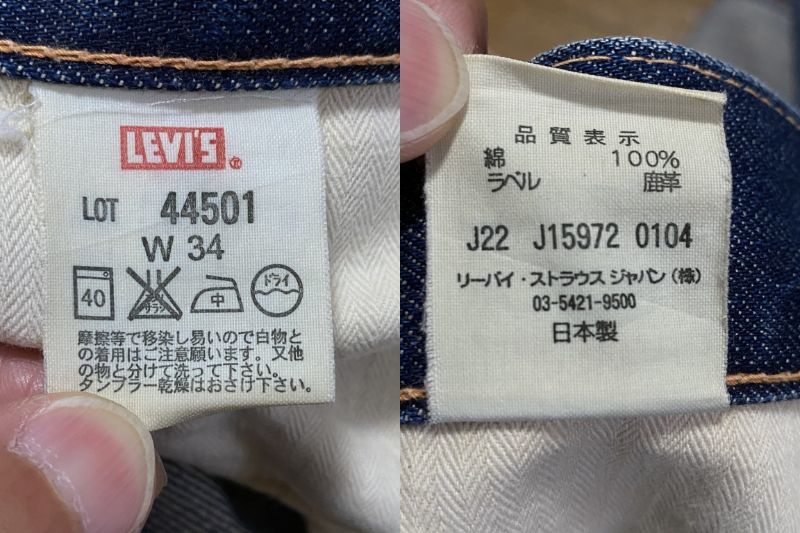 LEVI'S®
LOT 44501
W 34
40 サラシ 中 ドライ
摩擦等で移染し易いので白物と
の着用はご注意願います。又他
の物と分けて洗って下さい。
タンブラー乾燥はおさけ下さい。
品質表示
綿 100%
ラベル 鹿革
J22 J15972 0104
リーバイ・ストラウス ジャパン(株)
03-5421-9500
日本製